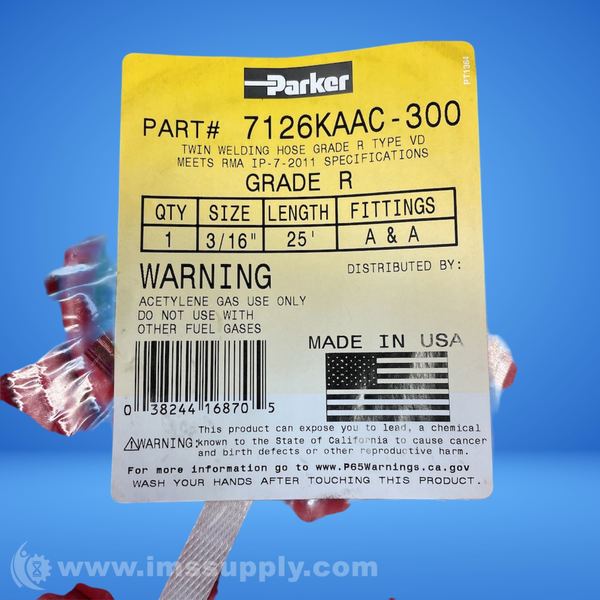 Parker
PT1364
PART# 7126KAAC-300
TWIN WELDING HOSE GRADE R TYPE VD
MEETS RMA IP-7-2011 SPECIFICATIONS
GRADE R
QTY SIZE LENGTH FITTINGS
1 3/16" 25' A & A
WARNING
DISTRIBUTED BY:
ACETYLENE GAS USE ONLY
DO NOT USE WITH
OTHER FUEL GASES
MADE IN USA
0 38244 16870 5
This product can expose you to lead, a chemical
⚠WARNING: known to the State of California to cause cancer
and birth defects or other reproductive harm.
For more information go to www.P65Warnings.ca.gov
WASH YOUR HANDS AFTER TOUCHING THIS PRODUCT.
www.imssupply.com